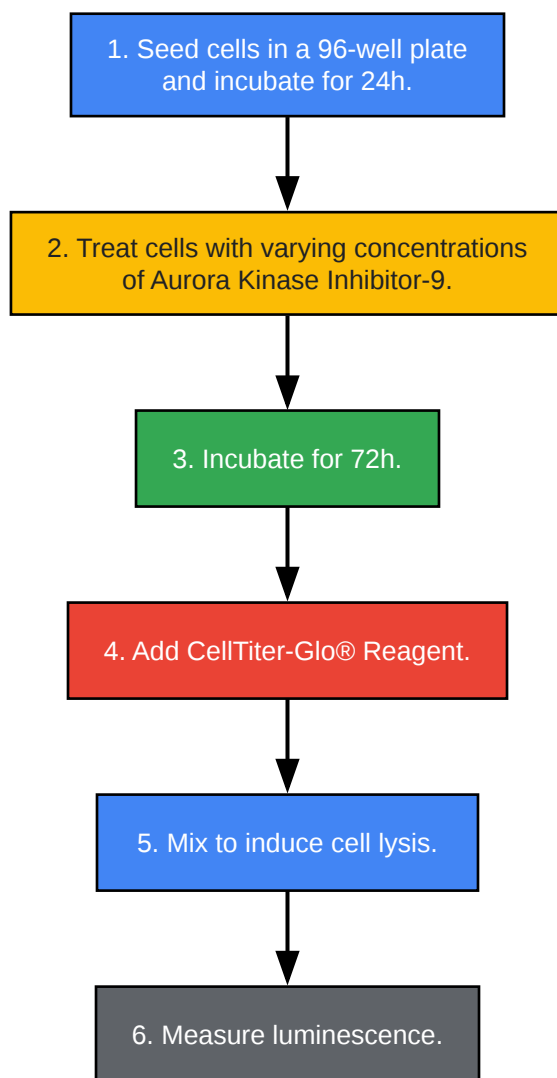 1. Seed cells in a 96-well plate
and incubate for 24h.
2. Treat cells with varying concentrations
of Aurora Kinase Inhibitor-9.
3. Incubate for 72h.
4. Add CellTiter-Glo® Reagent.
5. Mix to induce cell lysis.
6. Measure luminescence.